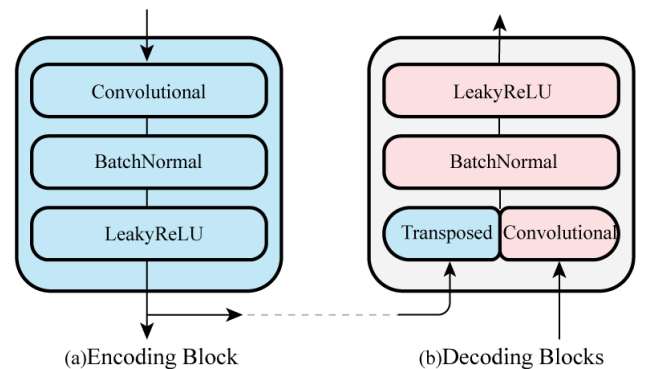 Convolutional
BatchNormal
LeakyReLU
(a)Encoding Block
LeakyReLU
BatchNormal
Transposed Convolutional
(b)Decoding Blocks